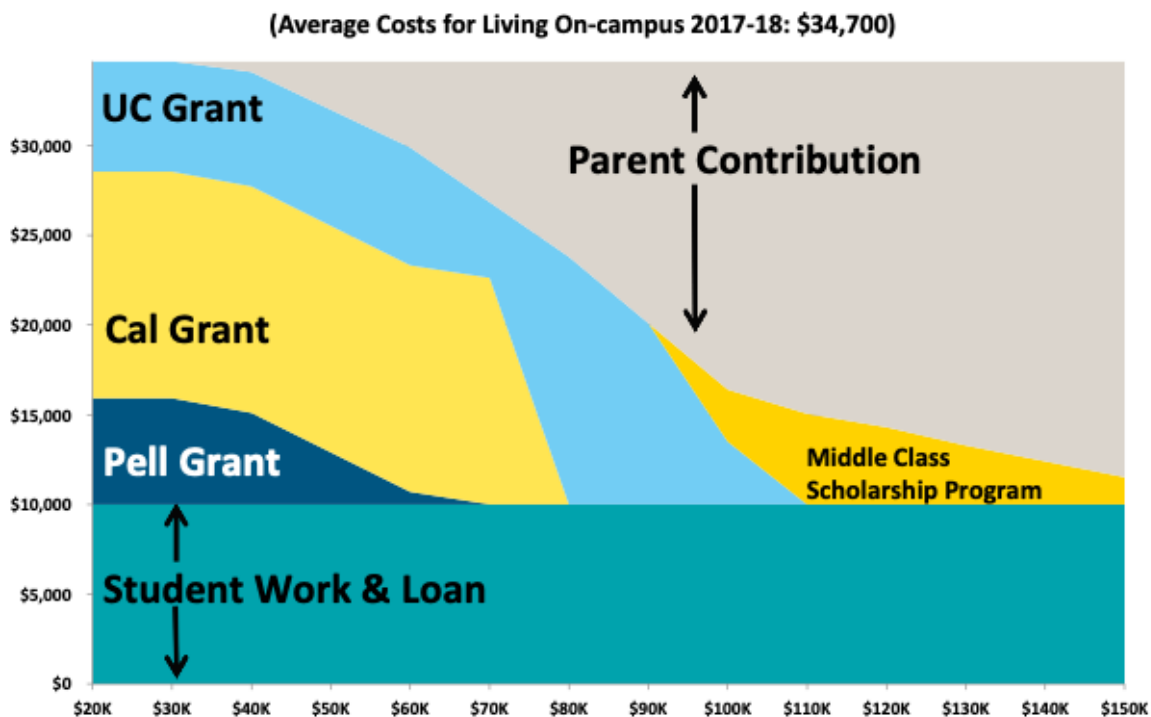 (Average Costs for Living On-campus 2017-18: $34,700)
UC Grant
$30,000
Parent Contribution
$25,000
$20,000
Cal Grant
$15,000
Pell Grant
Middle Class
Scholarship Program
$10,000
Student Work & Loan
$5,000
$0
$20K $30K $40K $50K $60K $70K $80K $90K $100K $110K $120K $130K $140K $150K